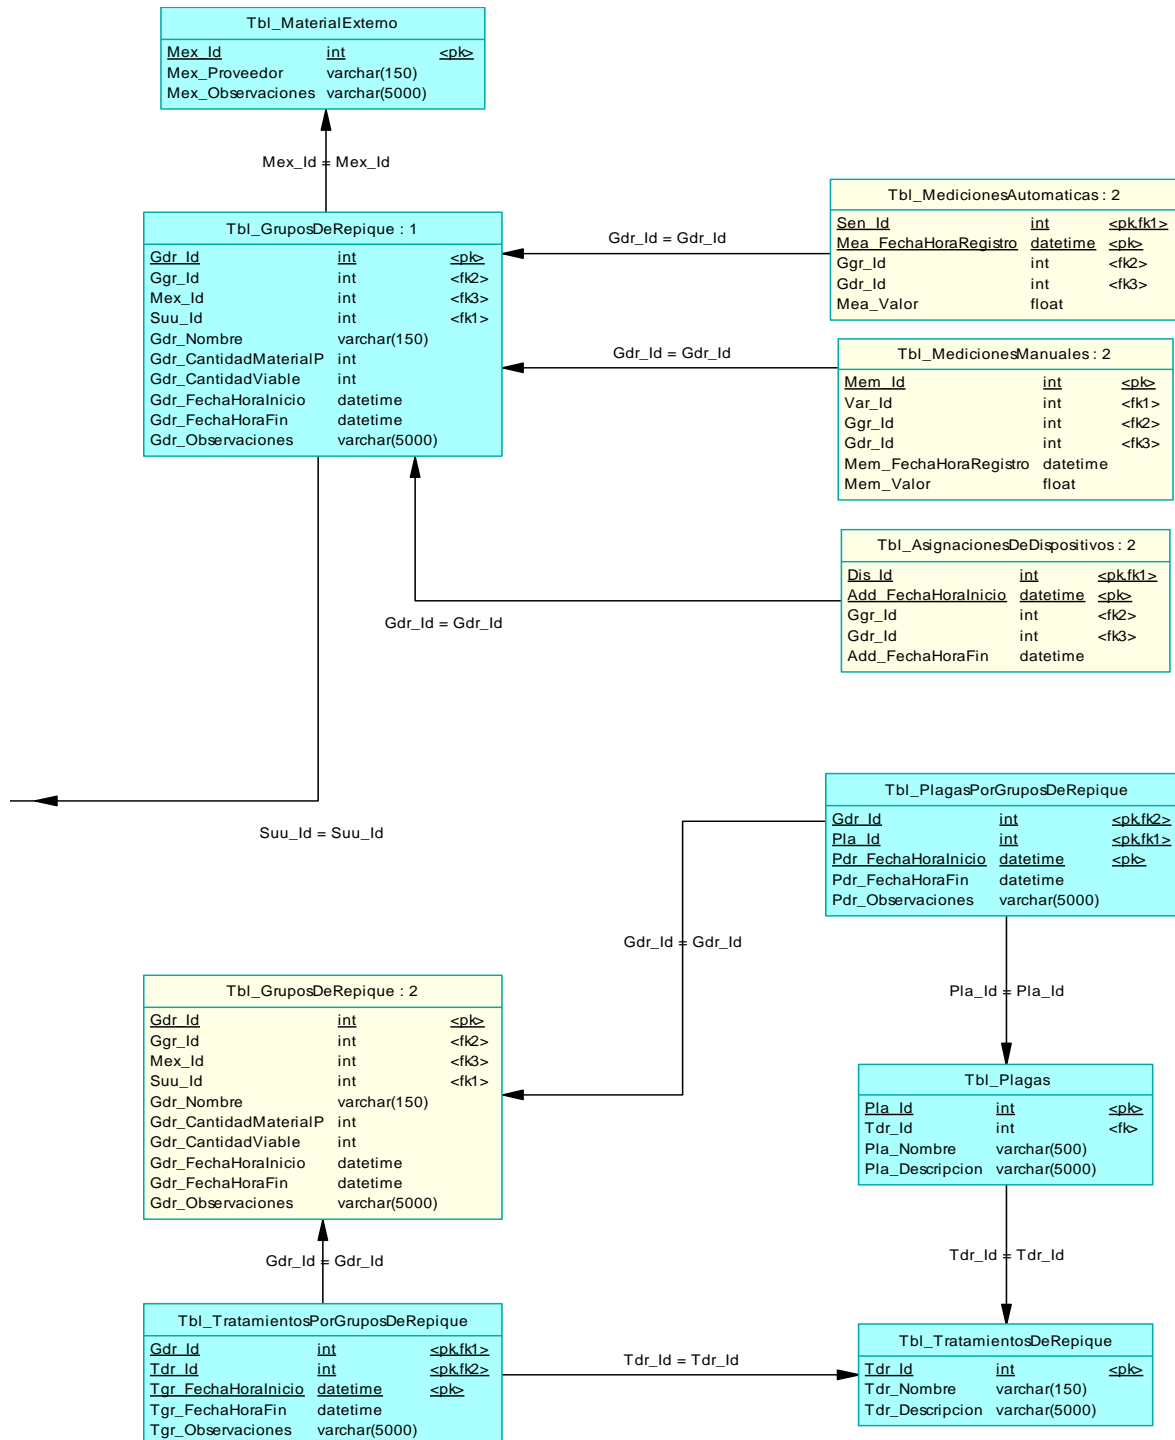 Tbl_MaterialExterno
Mex_Id int <pk>
Mex_Proveedor varchar(150)
Mex_Observaciones varchar(5000)
Mex_Id = Mex_Id
Tbl_GruposDeRepique : 1
Gdr_Id int <pk>
Ggr_Id int <fk2>
Mex_Id int <fk3>
Suu_Id int <fk1>
Gdr_Nombre varchar(150)
Gdr_CantidadMaterialP int
Gdr_CantidadViable int
Gdr_FechaHoraInicio datetime
Gdr_FechaHoraFin datetime
Gdr_Observaciones varchar(5000)
Gdr_Id = Gdr_Id
Tbl_MedicionesAutomaticas : 2
Sen_Id int <pk,fk1>
Mea_FechaHoraRegistro datetime <pk>
Ggr_Id int <fk2>
Gdr_Id int <fk3>
Mea_Valor float
Gdr_Id = Gdr_Id
Tbl_MedicionesManuales : 2
Mem_Id int <pk>
Var_Id int <fk1>
Ggr_Id int <fk2>
Gdr_Id int <fk3>
Mem_FechaHoraRegistro datetime
Mem_Valor float
Gdr_Id = Gdr_Id
Tbl_AsignacionesDeDispositivos : 2
Dis_Id int <pk,fk1>
Add_FechaHoraInicio datetime <pk>
Ggr_Id int <fk2>
Gdr_Id int <fk3>
Add_FechaHoraFin datetime
Suu_Id = Suu_Id
Tbl_PlagasPorGruposDeRepique
Gdr_Id int <pk,fk2>
Pla_Id int <pk,fk1>
Pdr_FechaHoraInicio datetime <pk>
Pdr_FechaHoraFin datetime
Pdr_Observaciones varchar(5000)
Gdr_Id = Gdr_Id
Pla_Id = Pla_Id
Tbl_GruposDeRepique : 2
Gdr_Id int <pk>
Ggr_Id int <fk2>
Mex_Id int <fk3>
Suu_Id int <fk1>
Gdr_Nombre varchar(150)
Gdr_CantidadMaterialP int
Gdr_CantidadViable int
Gdr_FechaHoraInicio datetime
Gdr_FechaHoraFin datetime
Gdr_Observaciones varchar(5000)
Tbl_Plagas
Pla_Id int <pk>
Tdr_Id int <fk>
Pla_Nombre varchar(500)
Pla_Descripcion varchar(5000)
Gdr_Id = Gdr_Id
Tdr_Id = Tdr_Id
Tbl_TratamientosPorGruposDeRepique
Gdr_Id int <pk,fk1>
Tdr_Id int <pk,fk2>
Tgr_FechaHoraInicio datetime <pk>
Tgr_FechaHoraFin datetime
Tgr_Observaciones varchar(5000)
Tdr_Id = Tdr_Id
Tbl_TratamientosDeRepique
Tdr_Id int <pk>
Tdr_Nombre varchar(150)
Tdr_Descripcion varchar(5000)